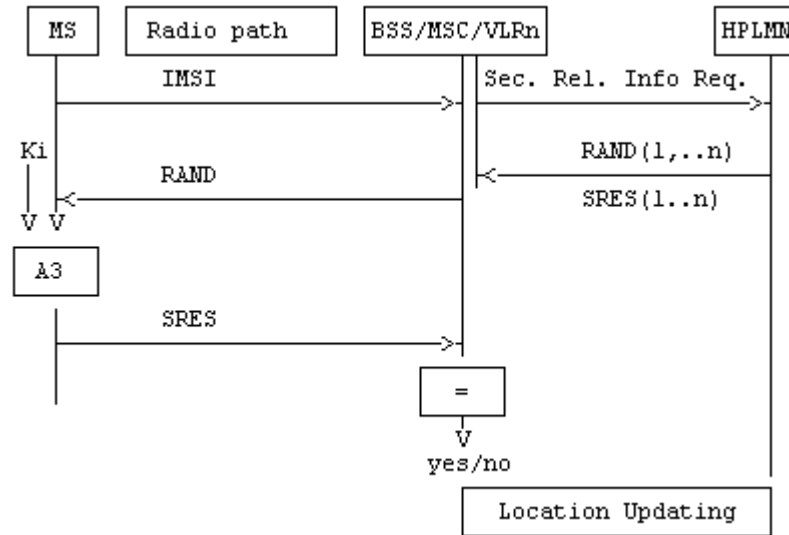 MS
Radio path
BSS/MSC/VLRn
HPLMN
IMSI
Sec. Rel. Info Req.
Ki
RAND
RAND(1,..n)
SRES(1..n)
A3
SRES
=
yes/no
Location Updating